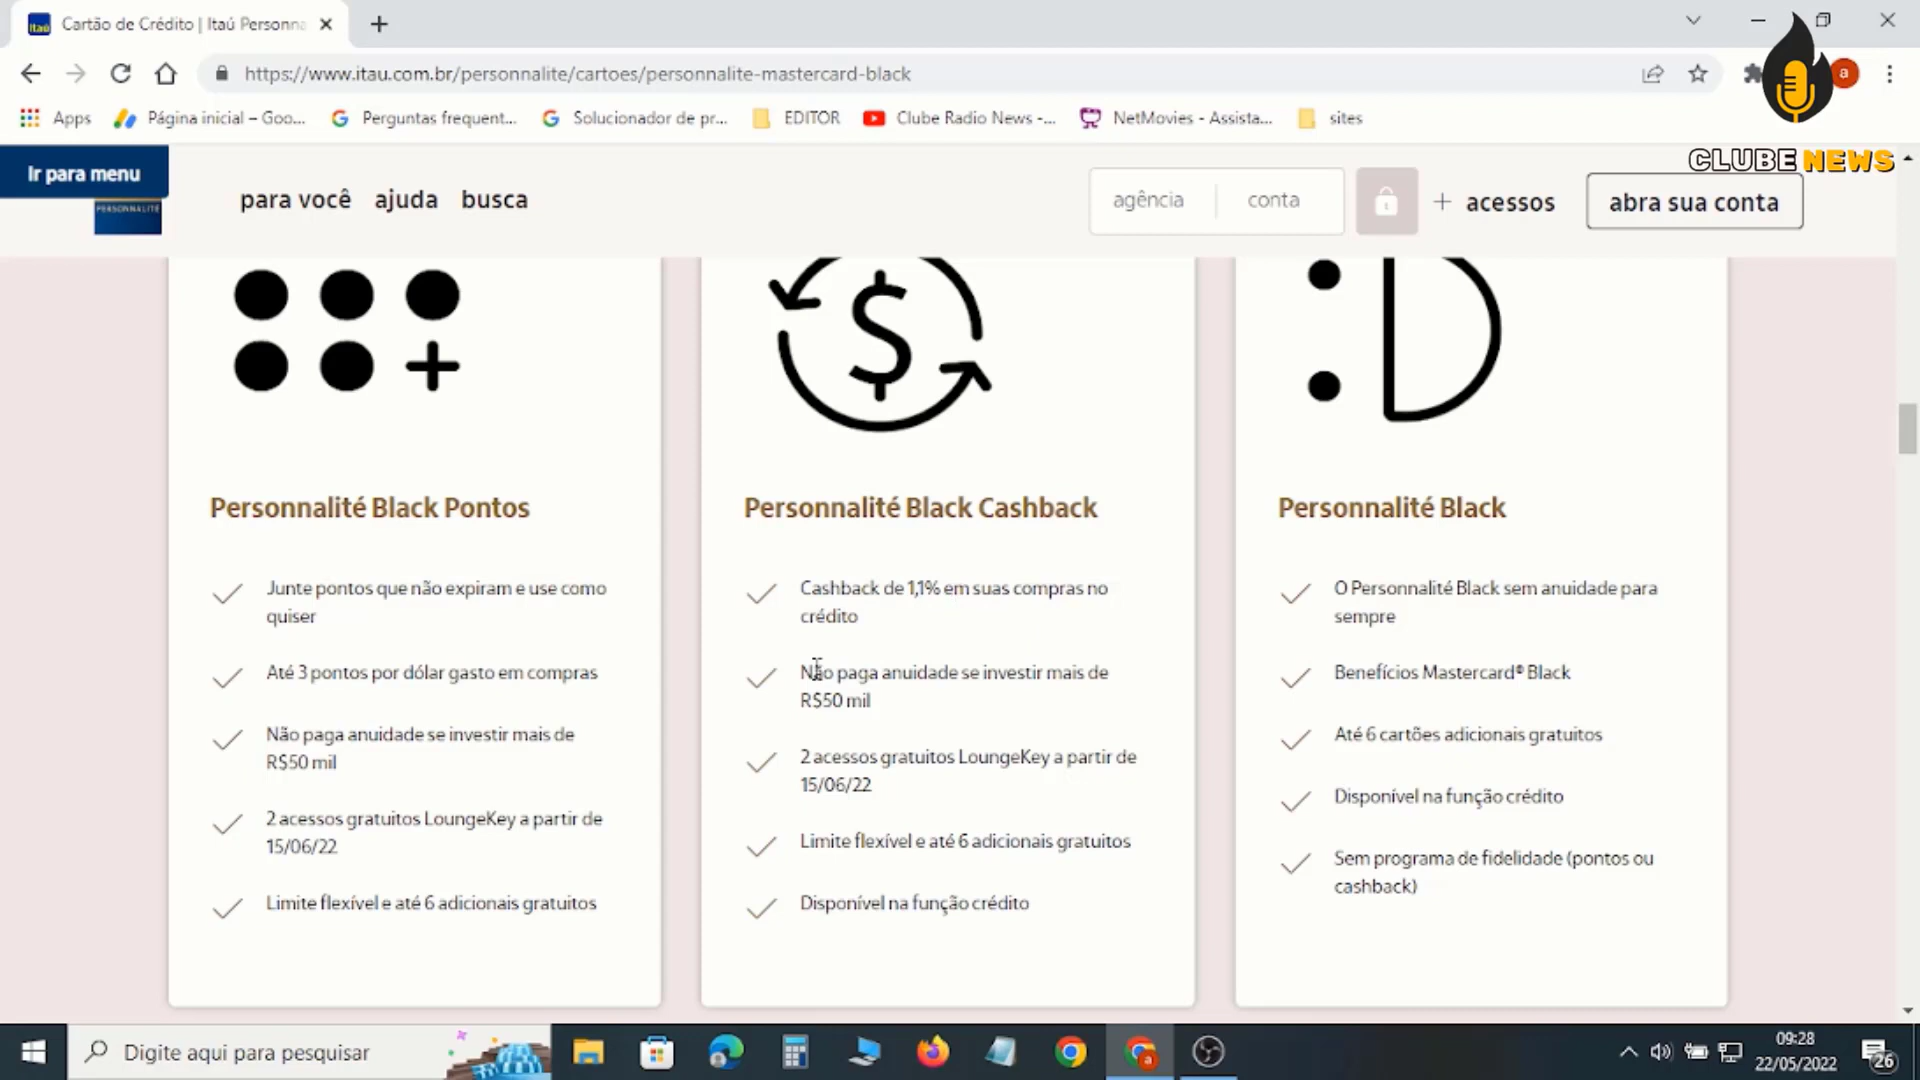 Itaú
Cartão de Crédito | Itaú Personna
https://www.itau.com.br/personnalite/cartoes/personnalite-mastercard-black
a
Apps
Página inicial – Goo...
Perguntas frequent...
Solucionador de pr...
EDITOR
Clube Radio News -...
NetMovies - Assista...
sites
CLUBE NEWS
Ir para menu
PERSONNALITÉ
para você
ajuda
busca
agência
conta
+ acessos
abra sua conta
Personnalité Black Pontos
Junte pontos que não expiram e use como
quiser
Até 3 pontos por dólar gasto em compras
Não paga anuidade se investir mais de
R$50 mil
2 acessos gratuitos LoungeKey a partir de
15/06/22
Limite flexível e até 6 adicionais gratuitos
Personnalité Black Cashback
Cashback de 1,1% em suas compras no
crédito
Não paga anuidade se investir mais de
R$50 mil
2 acessos gratuitos LoungeKey a partir de
15/06/22
Limite flexível e até 6 adicionais gratuitos
Disponível na função crédito
Personnalité Black
O Personnalité Black sem anuidade para
sempre
Benefícios Mastercard® Black
Até 6 cartões adicionais gratuitos
Disponível na função crédito
Sem programa de fidelidade (pontos ou
cashback)
Digite aqui para pesquisar
a
09:28
22/05/2022
26